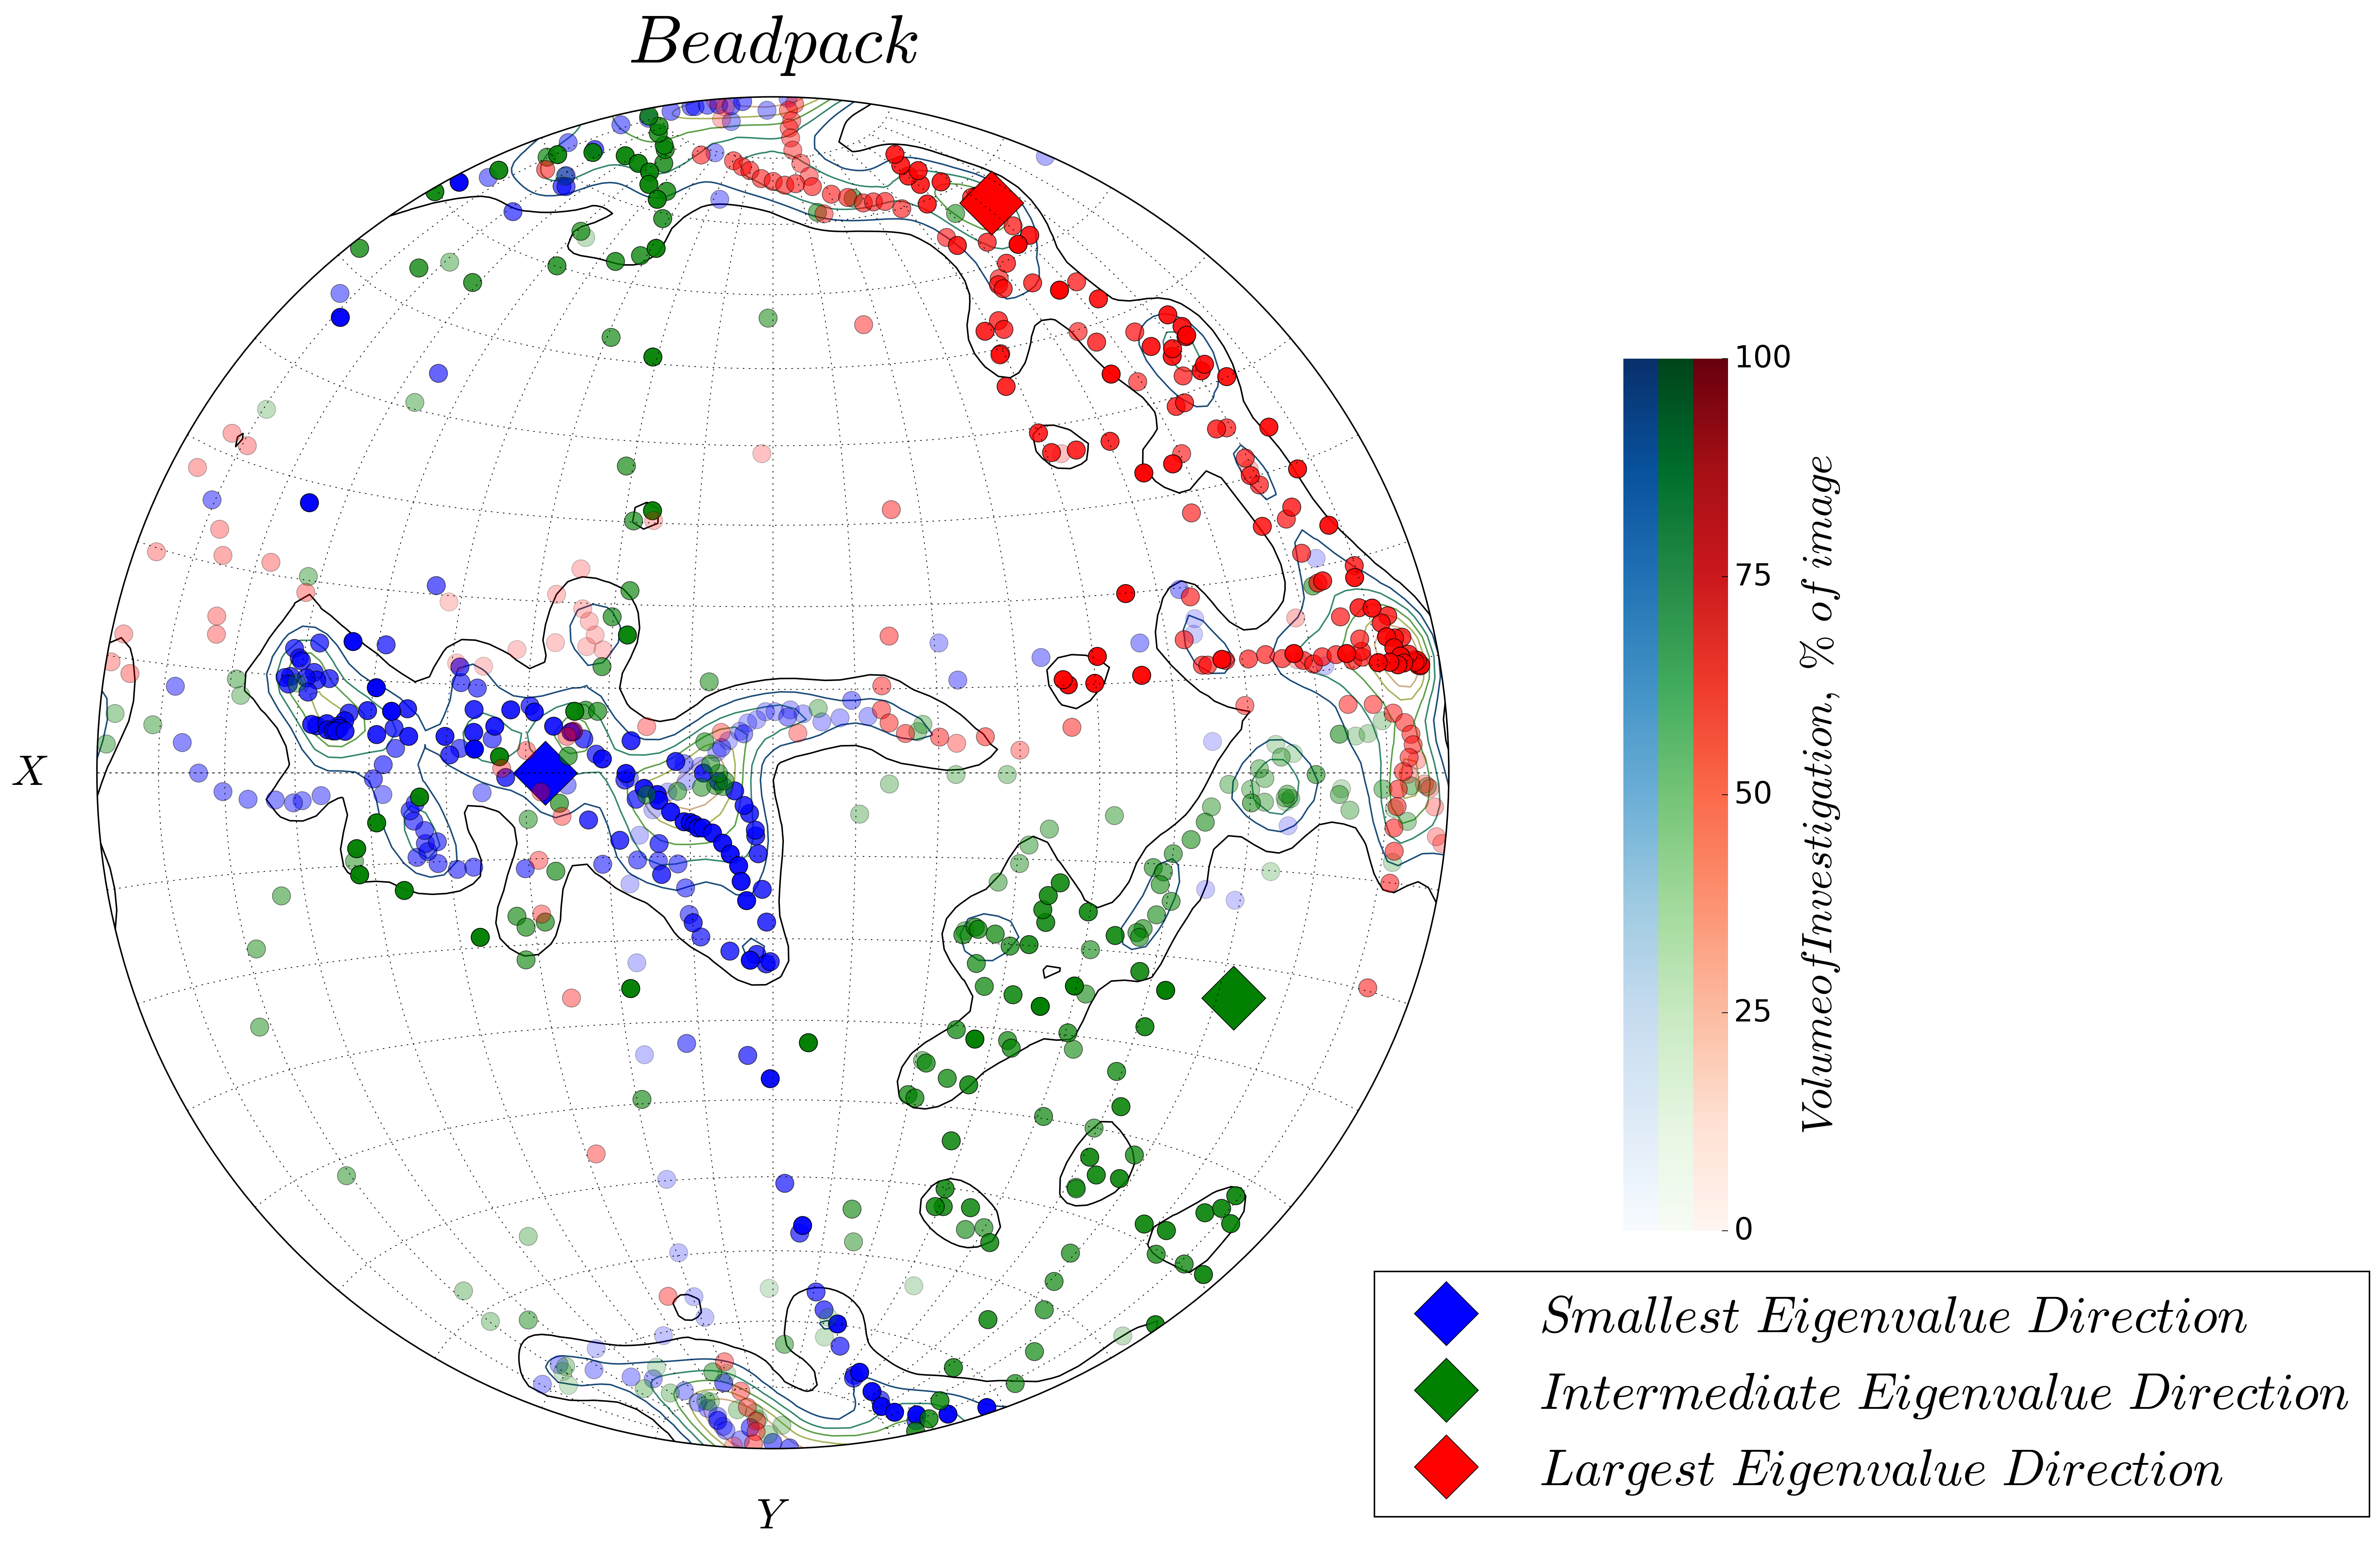 Beadpack
X
Y
100
75
50
25
0
VolumeofInvestigation, % of image
Smallest Eigenvalue Direction
Intermediate Eigenvalue Direction
Largest Eigenvalue Direction